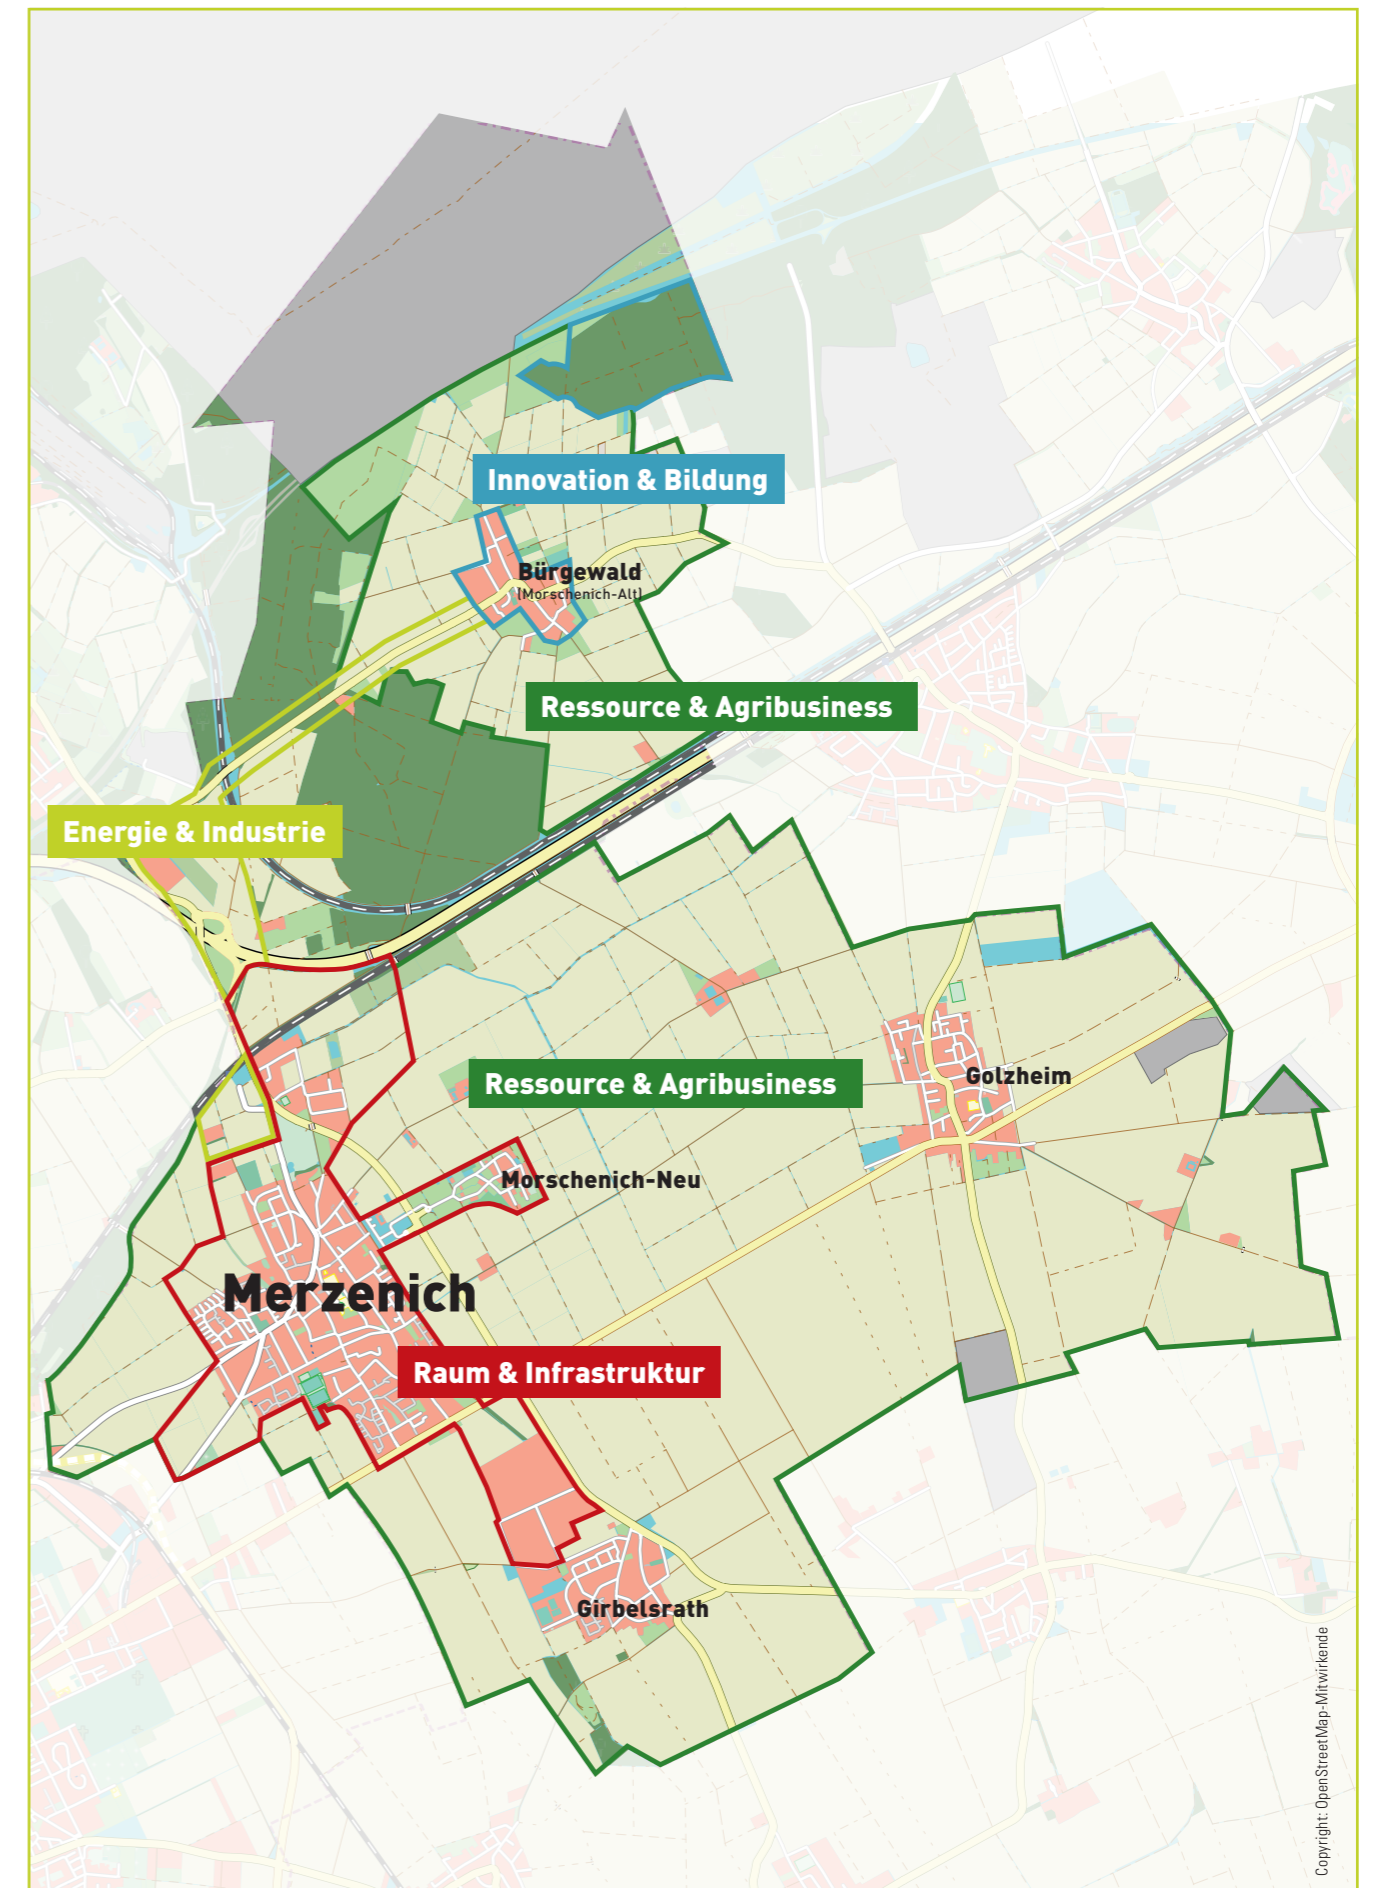 Innovation & Bildung
Bürgewald
(Morschenich-Alt)
Ressource & Agribusiness
Energie & Industrie
Golzheim
Ressource & Agribusiness
Morschenich-Neu
Merzenich
Raum & Infrastruktur
Girbelsrath
Copyright: OpenStreetMap-Mitwirkende